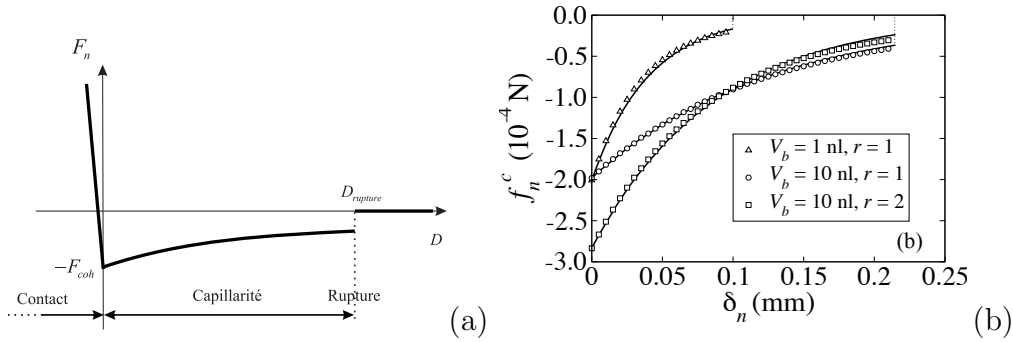 F_n
D_rupture
D
−F_coh
Contact
Capillarité
Rupture
(a)
0.0
-0.5
-1.0
-1.5
-2.0
-2.5
-3.0
f_n^c (10^-4 N)
V_b = 1 nl, r = 1
V_b = 10 nl, r = 1
V_b = 10 nl, r = 2
(b)
0 0.05 0.1 0.15 0.2 0.25
δ_n (mm)
(b)